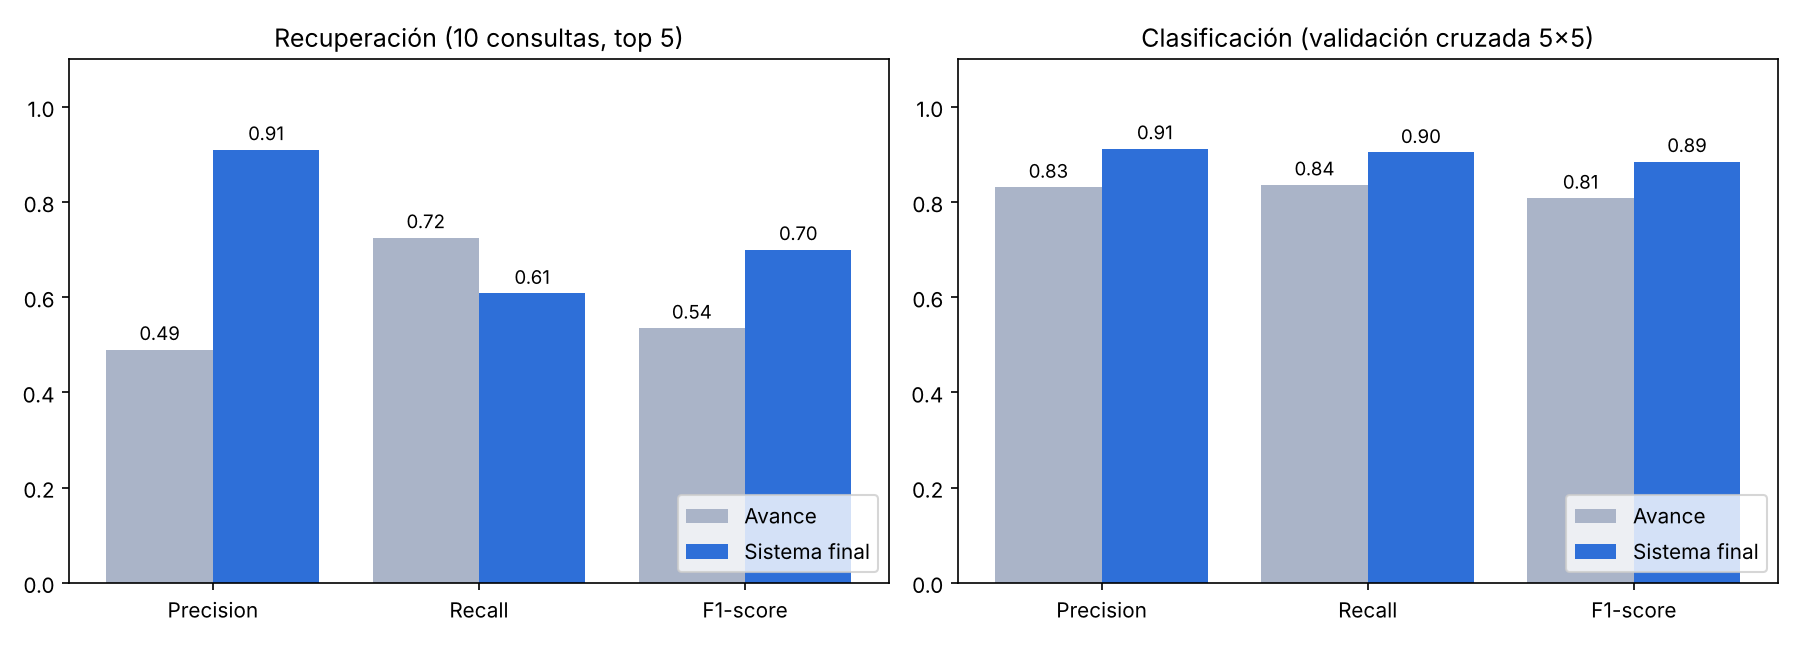 Recuperación (10 consultas, top 5)
1.0
0.8
0.6
0.4
0.2
0.0
0.49
0.91
0.72
0.61
0.54
0.70
Avance
Sistema final
Precision
Recall
F1-score
Clasificación (validación cruzada 5×5)
1.0
0.8
0.6
0.4
0.2
0.0
0.83
0.91
0.84
0.90
0.81
0.89
Avance
Sistema final
Precision
Recall
F1-score